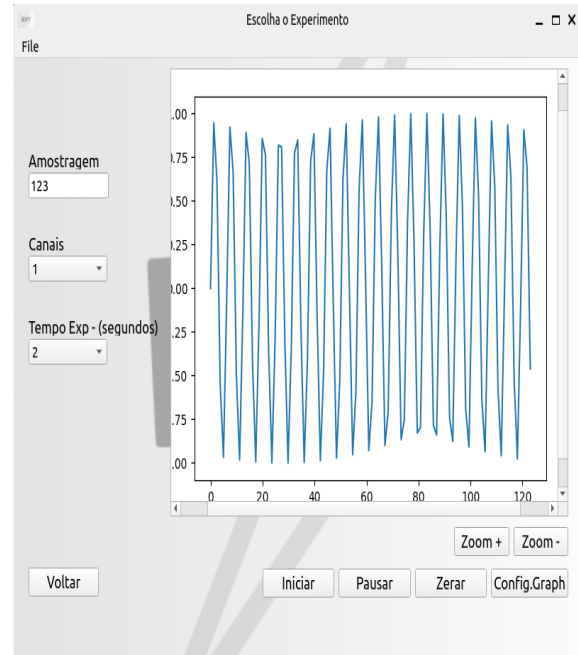 Escolha o Experimento
File
Amostragem
123
Canais
1
Tempo Exp - (segundos)
2
.00
0.75
0.50
0.25
0.00
.25
.50
.75
.00
0 20 40 60 80 100 120
Zoom + Zoom -
Voltar Iniciar Pausar Zerar Config.Graph